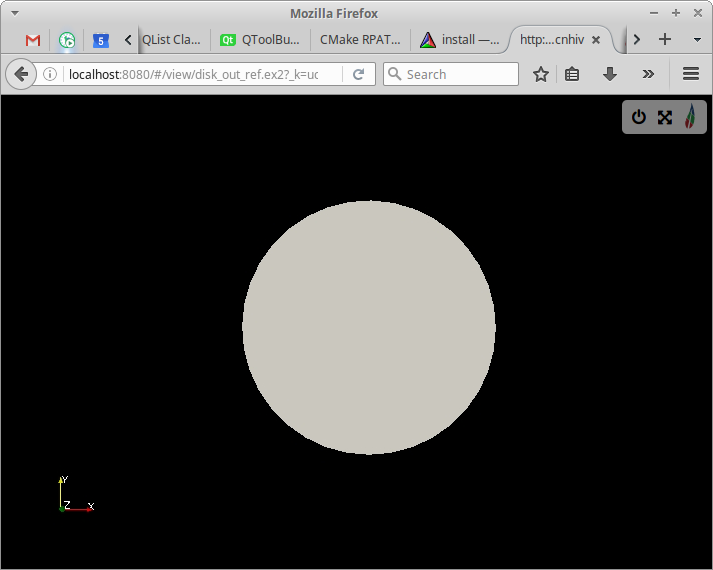 Mozilla Firefox
5
QList Cla...
Qt
QToolBu...
CMake RPAT...
install —...
http:...cnhiv
localhost:8080/#/view/disk_out_ref.ex2?_k=uc
Search
Y
Z
X